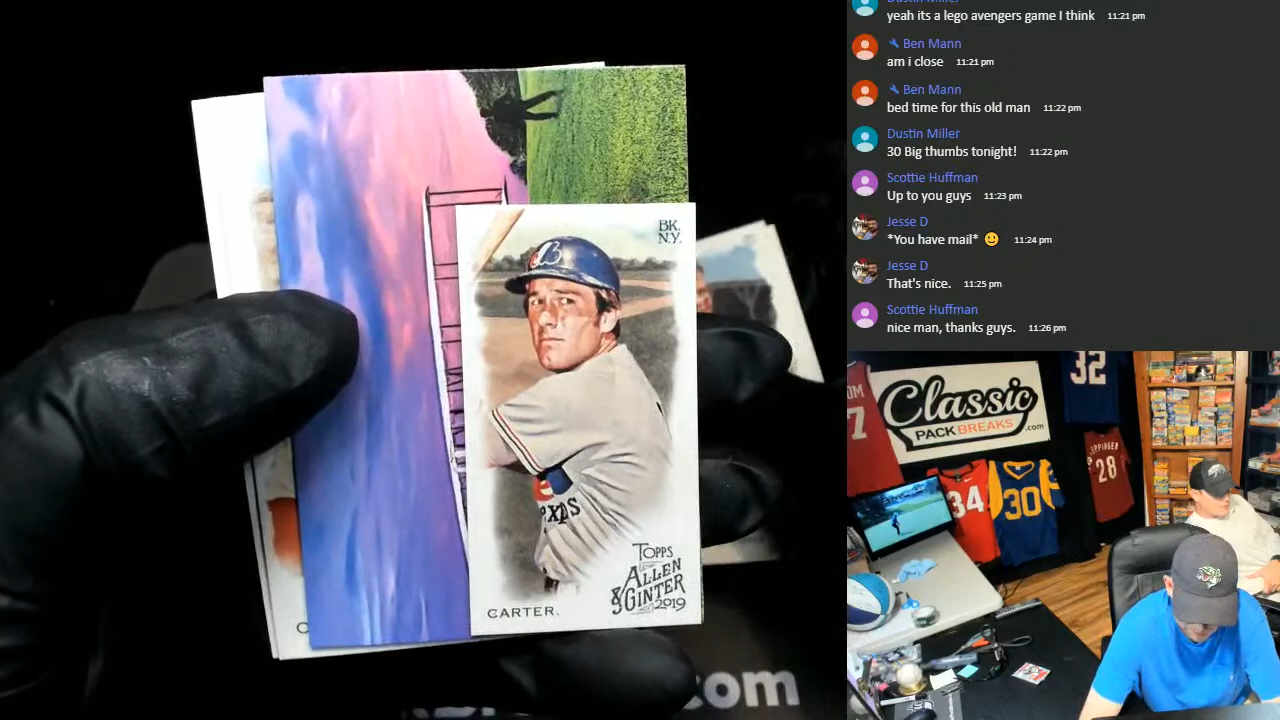 yeah its a lego avengers game I think 11:21 pm
Ben Mann
am i close 11:21 pm
Ben Mann
bed time for this old man 11:22 pm
Dustin Miller
30 Big thumbs tonight! 11:22 pm
Scottie Huffman
Up to you guys 11:23 pm
Jesse D
*You have mail* 11:24 pm
Jesse D
That's nice. 11:25 pm
Scottie Huffman
nice man, thanks guys. 11:26 pm
BK.
N.Y.
TOPPS
ALLEN
& GINTER
2019
CARTER.
com
Classic
PACK BREAKS.com
32
7
34
30
28